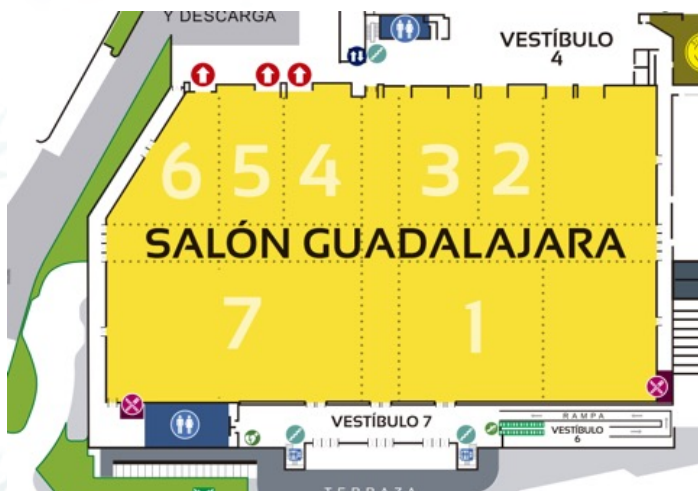 Y DESCARGA
VESTÍBULO
4
6 5 4 3 2
SALÓN GUADALAJARA
7 1
VESTÍBULO 7
RAMPA
VESTÍBULO
6
TERRAZA